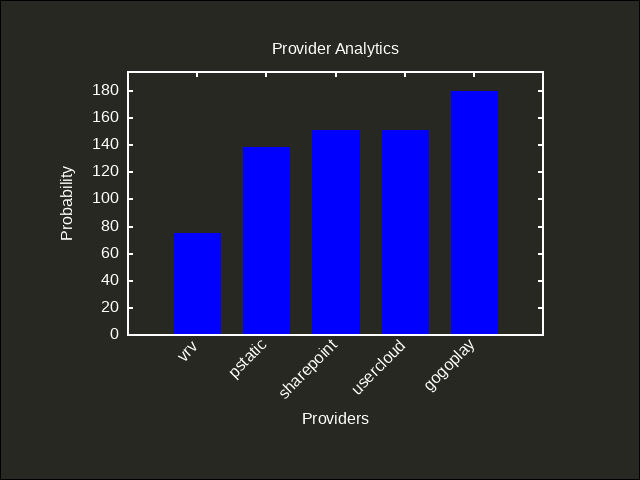 Provider Analytics
Probability
180
160
140
120
100
80
60
40
20
0
vrv
pstatic
sharepoint
usercloud
gogoplay
Providers